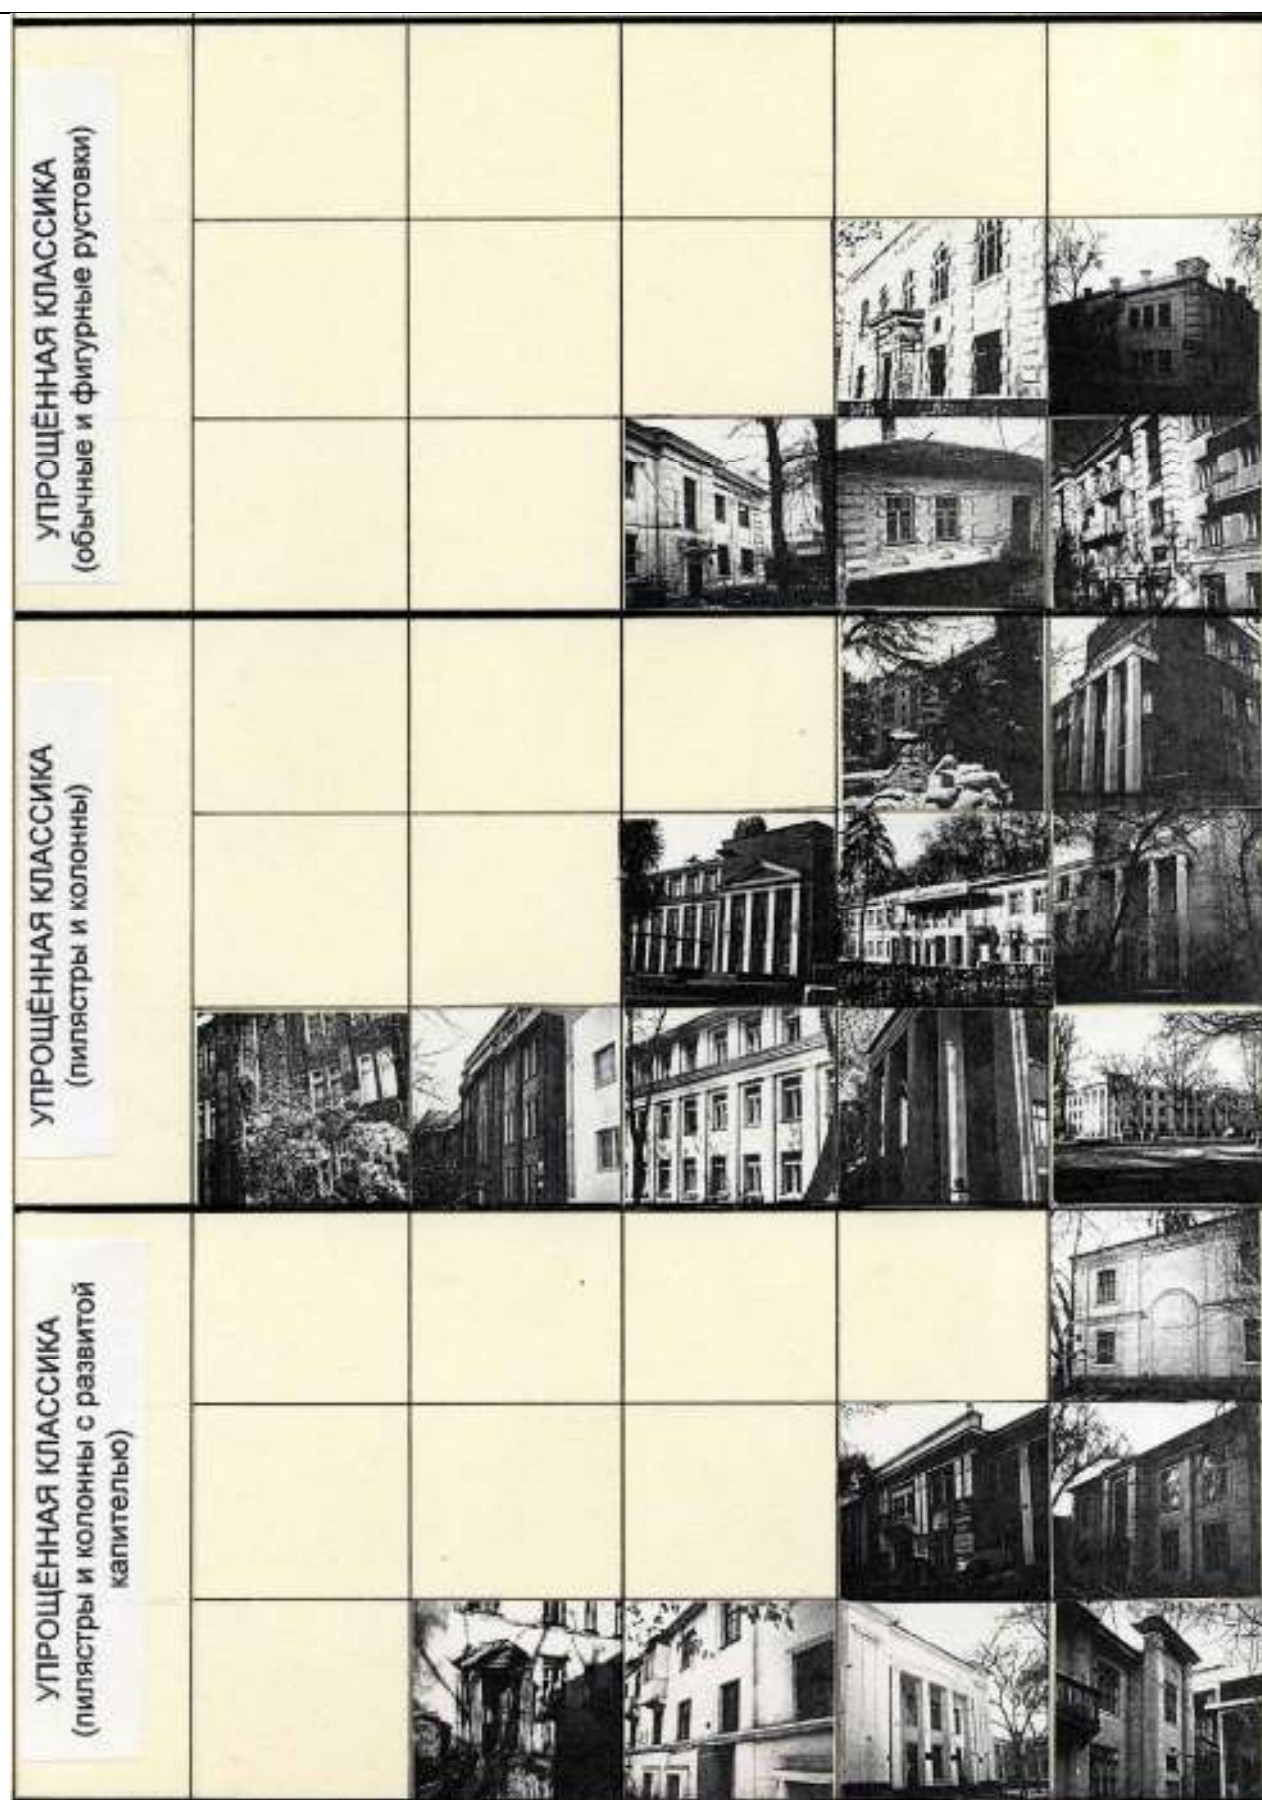 УПРОЩЁННАЯ КЛАССИКА
(обычные и фигурные рустовки)
УПРОЩЁННАЯ КЛАССИКА
(пилястры и колонны)
УПРОЩЁННАЯ КЛАССИКА
(пилястры и колонны с развитой
капителью)